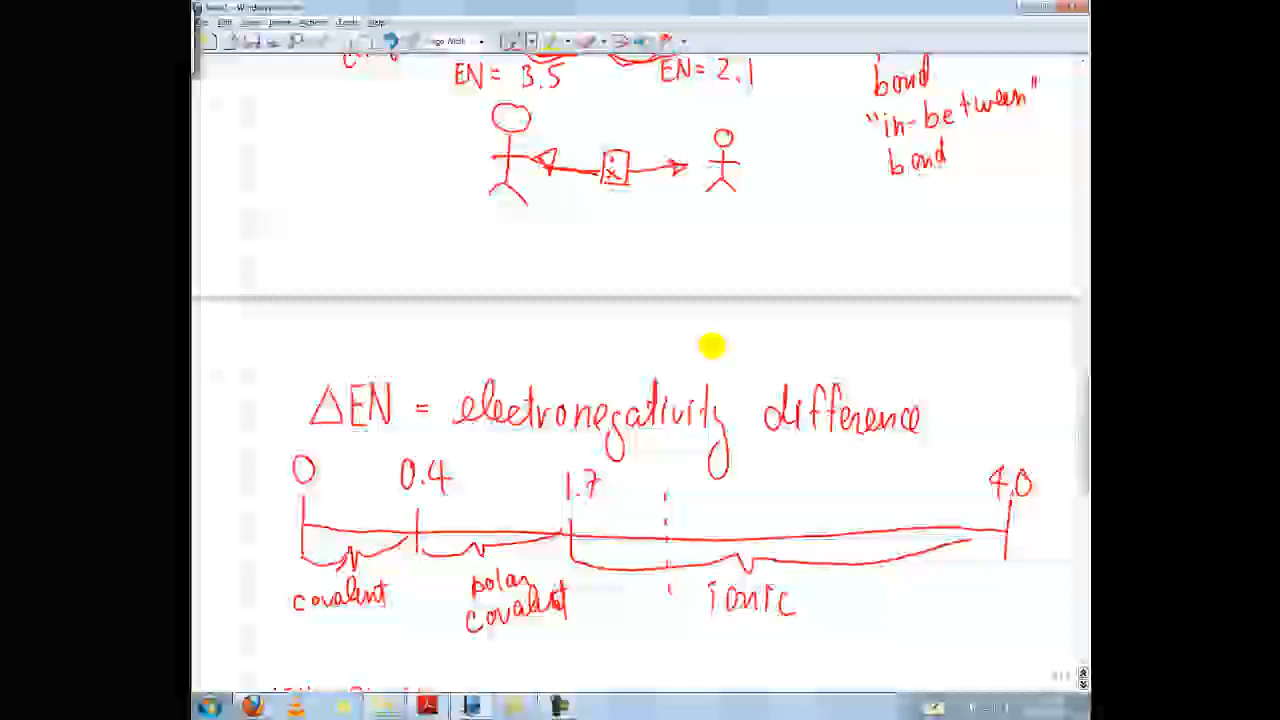 EN = 3.5 EN = 2.1
bond
"in-between"
bond
△EN = electronegativity difference
0 0.4 1.7 4.0
covalent polar covalent ionic